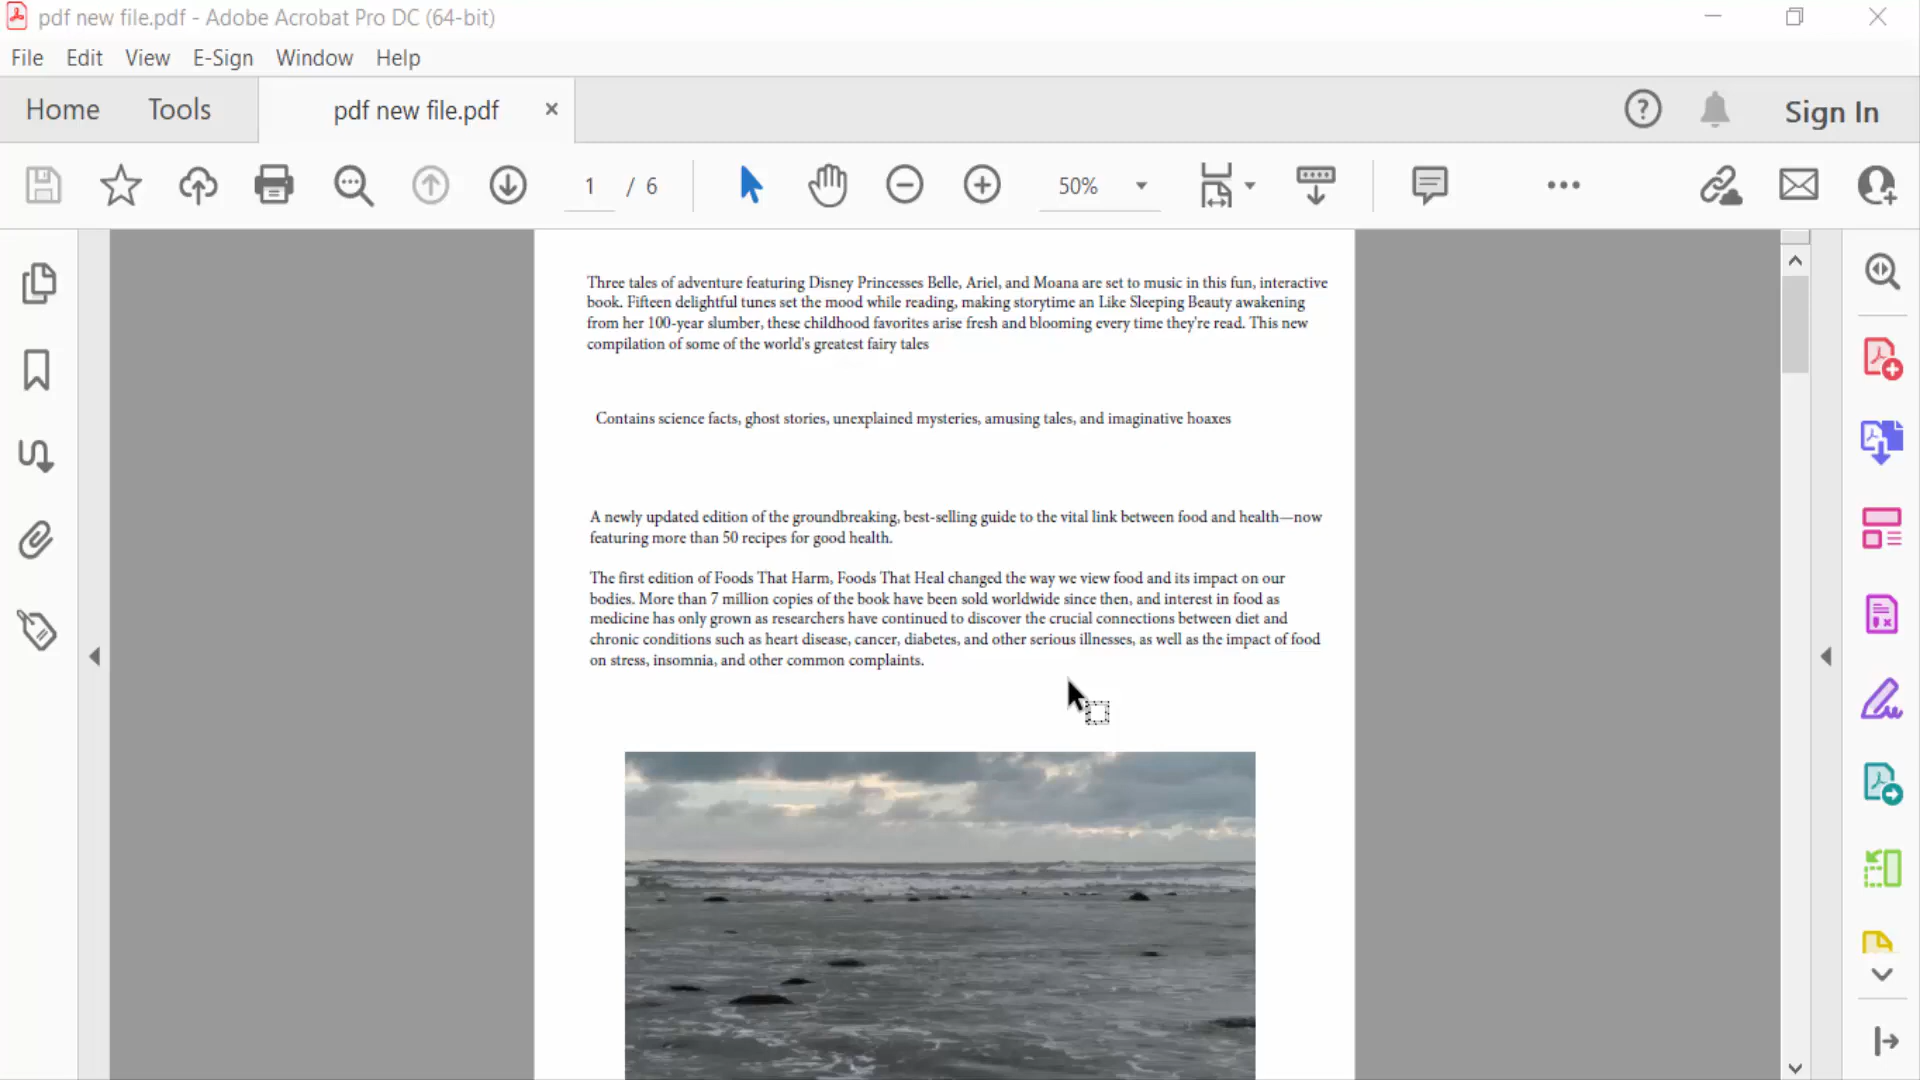 pdf new file.pdf - Adobe Acrobat Pro DC (64-bit)
File Edit View E-Sign Window Help
Home Tools pdf new file.pdf × Sign In
1 / 6 50%
Three tales of adventure featuring Disney Princesses Belle, Ariel, and Moana are set to music in this fun, interactive
book. Fifteen delightful tunes set the mood while reading, making storytime an Like Sleeping Beauty awakening
from her 100-year slumber, these childhood favorites arise fresh and blooming every time they're read. This new
compilation of some of the world's greatest fairy tales
Contains science facts, ghost stories, unexplained mysteries, amusing tales, and imaginative hoaxes
A newly updated edition of the groundbreaking, best-selling guide to the vital link between food and health—now
featuring more than 50 recipes for good health.
The first edition of Foods That Harm, Foods That Heal changed the way we view food and its impact on our
bodies. More than 7 million copies of the book have been sold worldwide since then, and interest in food as
medicine has only grown as researchers have continued to discover the crucial connections between diet and
chronic conditions such as heart disease, cancer, diabetes, and other serious illnesses, as well as the impact of food
on stress, insomnia, and other common complaints.